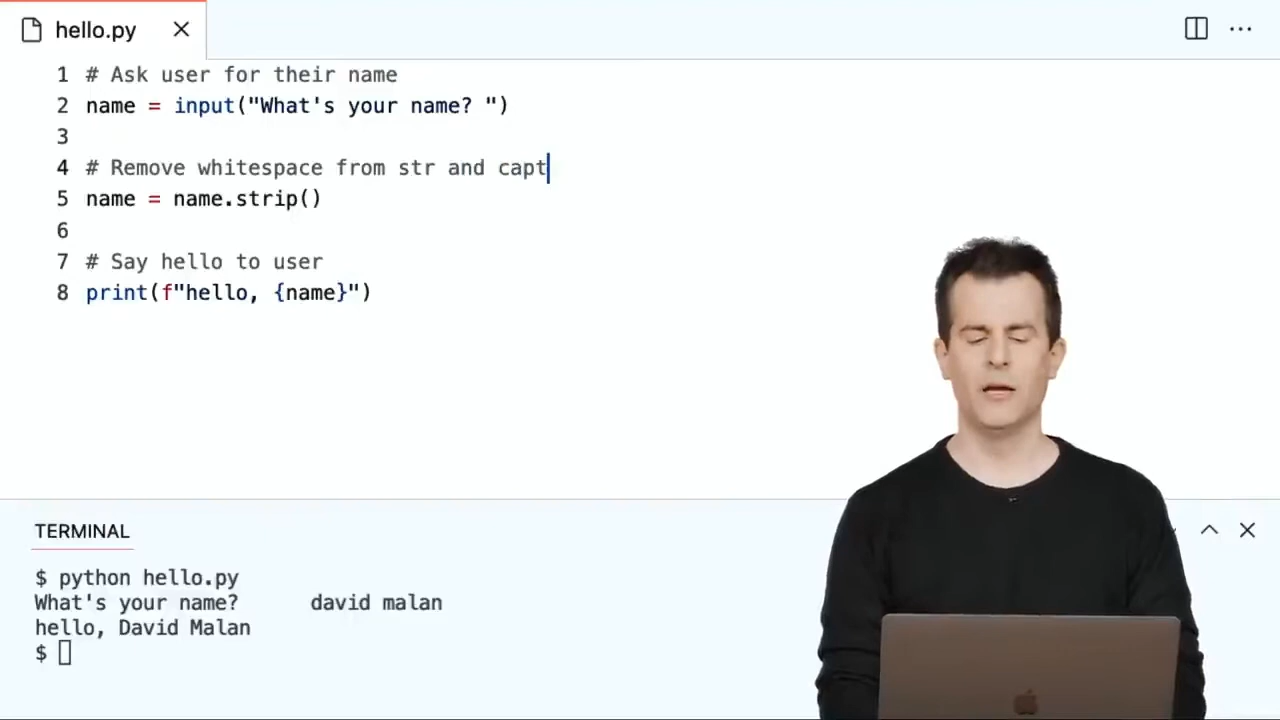 hello.py
1 # Ask user for their name
2 name = input("What's your name? ")
3
4 # Remove whitespace from str and capt
5 name = name.strip()
6
7 # Say hello to user
8 print(f"hello, {name}")
TERMINAL
$ python hello.py
What's your name?      david malan
hello, David Malan
$